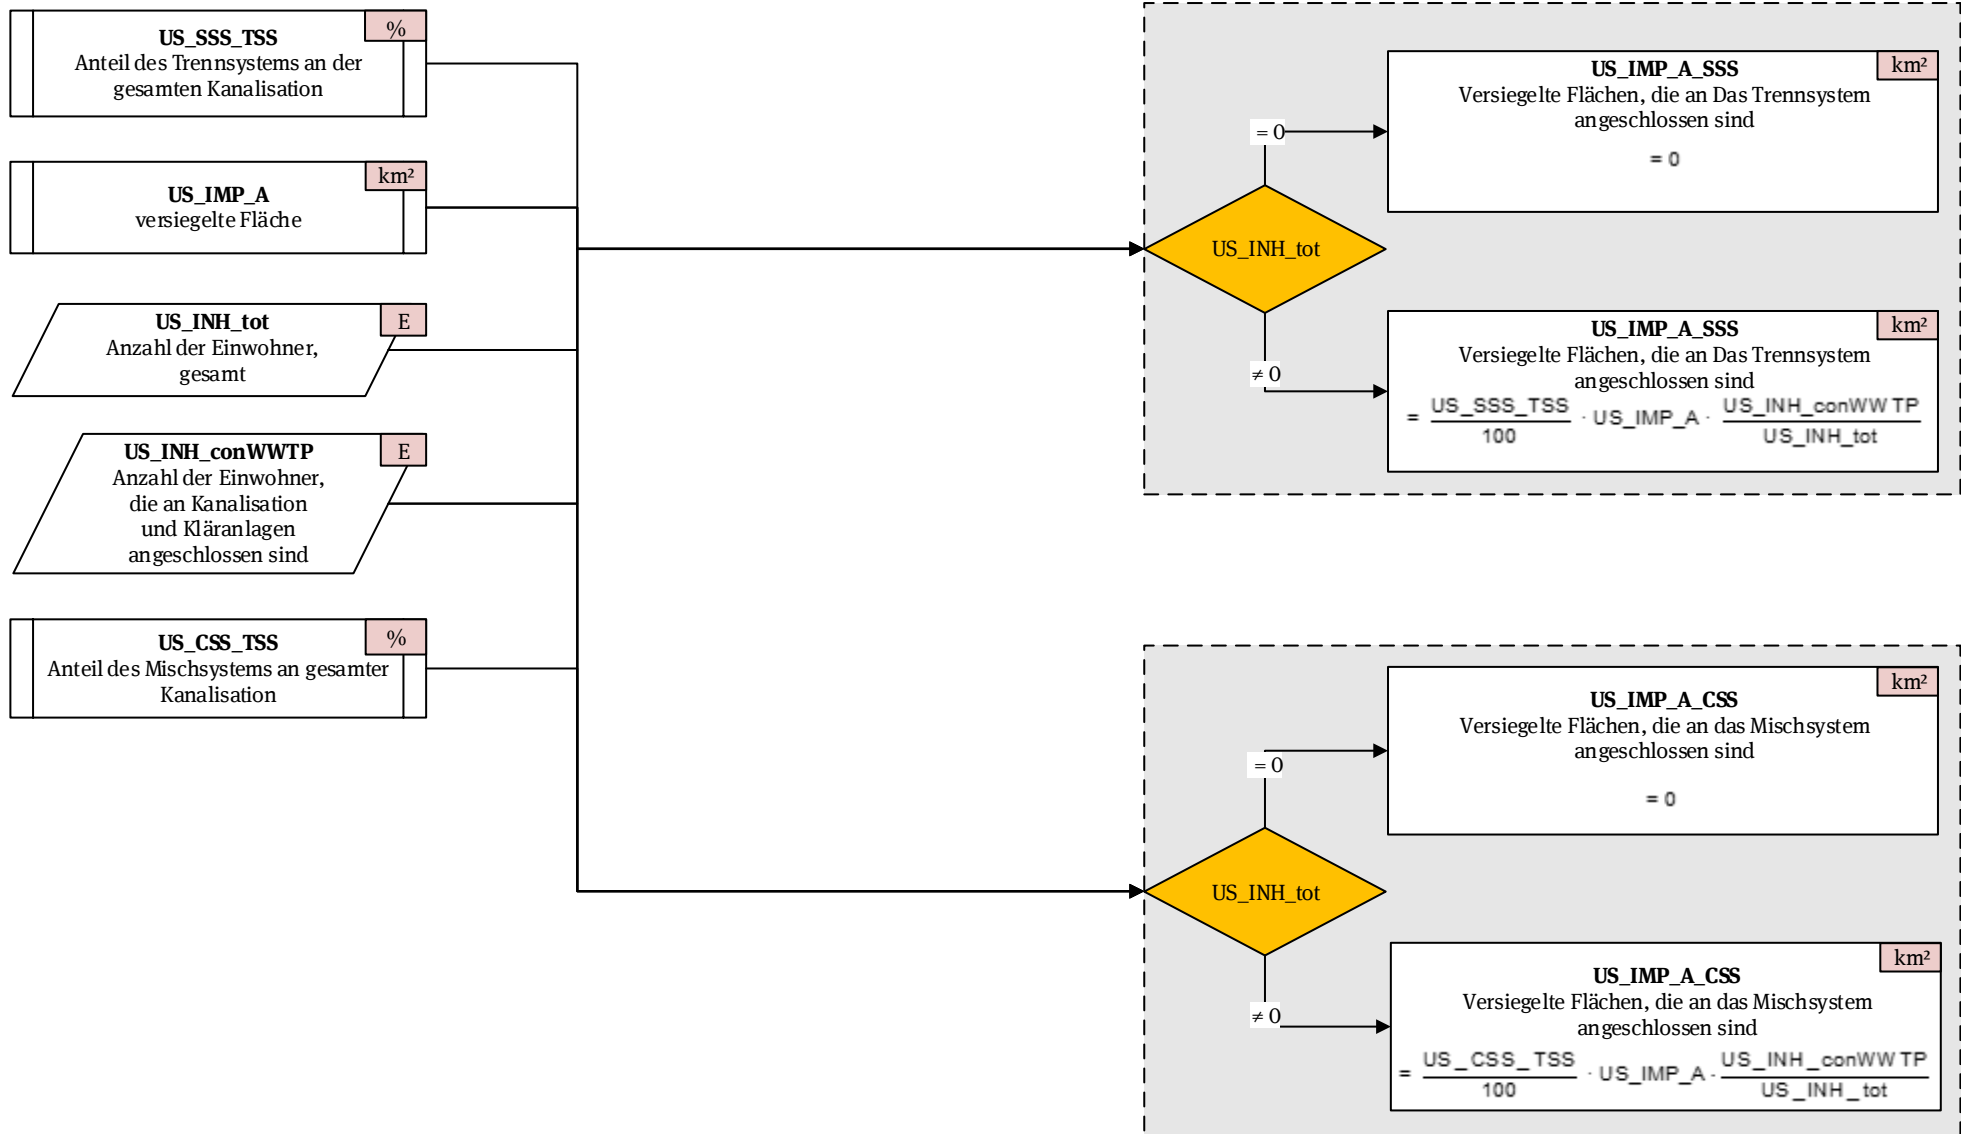 %
US_SSS_TSS
Anteil des Trennsystems an der
gesamten Kanalisation
km²
US_IMP_A
versiegelte Fläche
E
US_INH_tot
Anzahl der Einwohner,
gesamt
E
US_INH_conWWTP
Anzahl der Einwohner,
die an Kanalisation
und Kläranlagen
angeschlossen sind
%
US_CSS_TSS
Anteil des Mischsystems an gesamter
Kanalisation
US_INH_tot
= 0
km²
US_IMP_A_SSS
Versiegelte Flächen, die an Das Trennsystem
angeschlossen sind
= 0
≠ 0
km²
US_IMP_A_SSS
Versiegelte Flächen, die an Das Trennsystem
angeschlossen sind
= US_SSS_TSS / 100 · US_IMP_A · US_INH_conWWTP / US_INH_tot
US_INH_tot
= 0
km²
US_IMP_A_CSS
Versiegelte Flächen, die an das Mischsystem
angeschlossen sind
= 0
≠ 0
km²
US_IMP_A_CSS
Versiegelte Flächen, die an das Mischsystem
angeschlossen sind
= US_CSS_TSS / 100 · US_IMP_A · US_INH_conWWTP / US_INH_tot